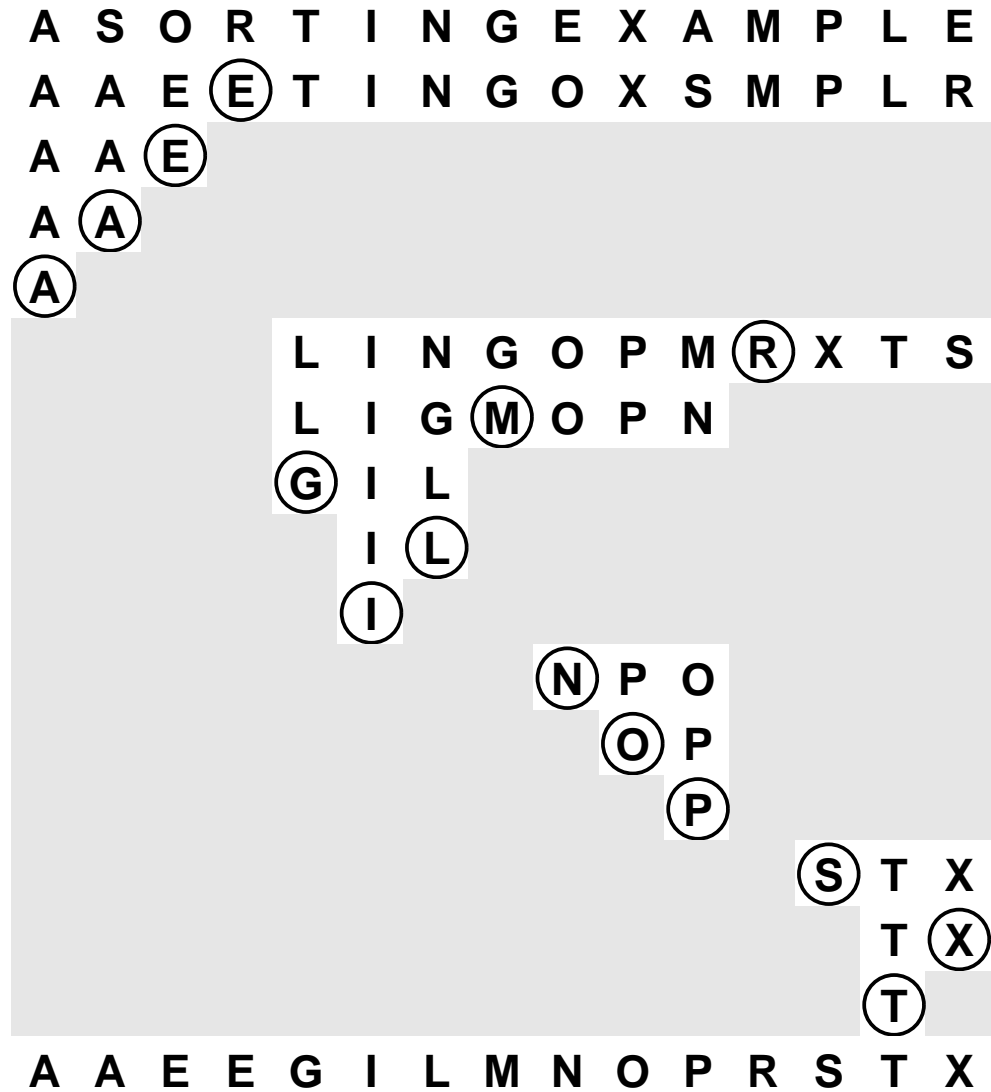 A S O R T I N G E X A M P L E
A A E E T I N G O X S M P L R
A A E
A A
A
L I N G O P M R X T S
L I G M O P N
G I L
I L
I
N P O
O P
P
S T X
T X
T
A A E E G I L M N O P R S T X